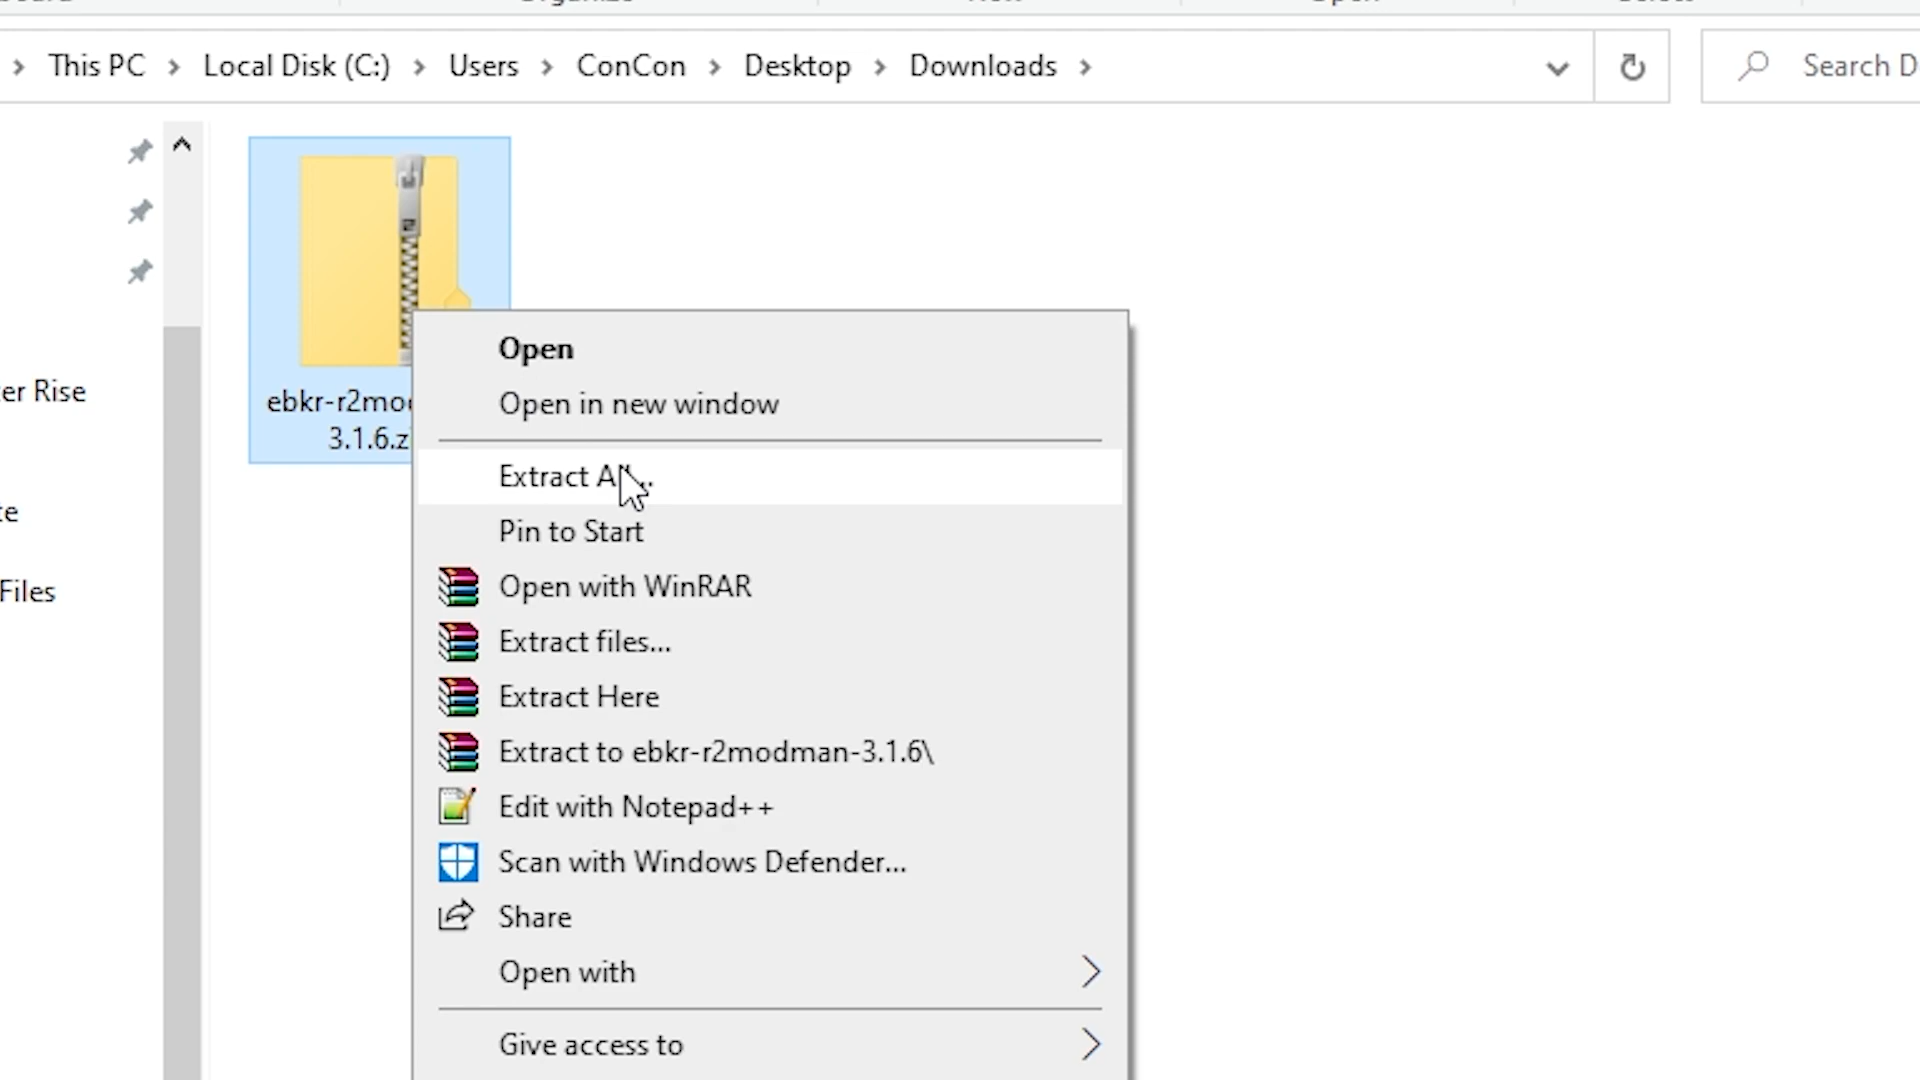 This PC > Local Disk (C:) > Users > ConCon > Desktop > Downloads >
Search D
er Rise
te
Files
ebkr-r2mod
3.1.6.z
Open
Open in new window
Extract A...
Pin to Start
Open with WinRAR
Extract files...
Extract Here
Extract to ebkr-r2modman-3.1.6\
Edit with Notepad++
Scan with Windows Defender...
Share
Open with
Give access to